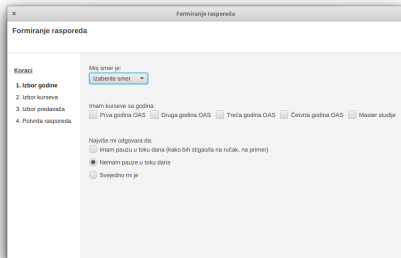 Formiranje rasporeda
Formiranje rasporeda
Koraci
1. Izbor godine
2. Izbor kurseva
3. Izbor predavača
4. Potvrda rasporeda
Moj smer je:
Izaberite smer
Imam kurseve sa godina:
Prva godina OAS Druga godina OAS Treća godina OAS Četvrta godina OAS Master studije
Najviše mi odgovara da:
Imam pauzu u toku dana (kako bih stigao/la na ručak, na primer)
Nemam pauze u toku dana
Svejedno mi je